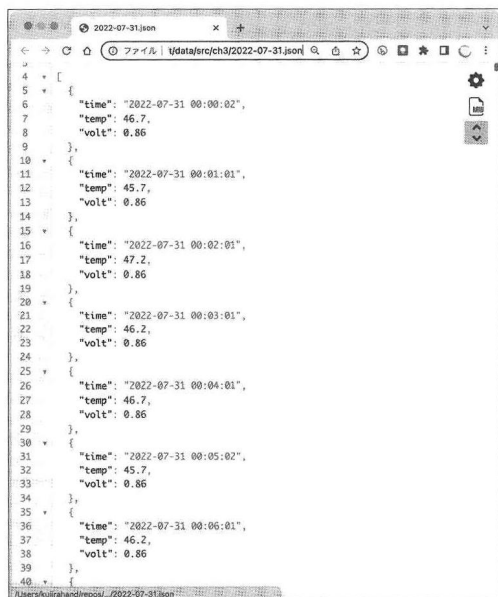 2022-07-31.json × +
ファイル | t/data/src/ch3/2022-07-31.json
4 [
5 {
6 "time": "2022-07-31 00:00:02",
7 "temp": 46.7,
8 "volt": 0.86
9 },
10 {
11 "time": "2022-07-31 00:01:01",
12 "temp": 45.7,
13 "volt": 0.86
14 },
15 {
16 "time": "2022-07-31 00:02:01",
17 "temp": 47.2,
18 "volt": 0.86
19 },
20 {
21 "time": "2022-07-31 00:03:01",
22 "temp": 46.2,
23 "volt": 0.86
24 },
25 {
26 "time": "2022-07-31 00:04:01",
27 "temp": 46.7,
28 "volt": 0.86
29 },
30 {
31 "time": "2022-07-31 00:05:02",
32 "temp": 45.7,
33 "volt": 0.86
34 },
35 {
36 "time": "2022-07-31 00:06:01",
37 "temp": 46.2,
38 "volt": 0.86
39 },
40 {
/Users/kujirahand/repos/.../2022-07-31.json